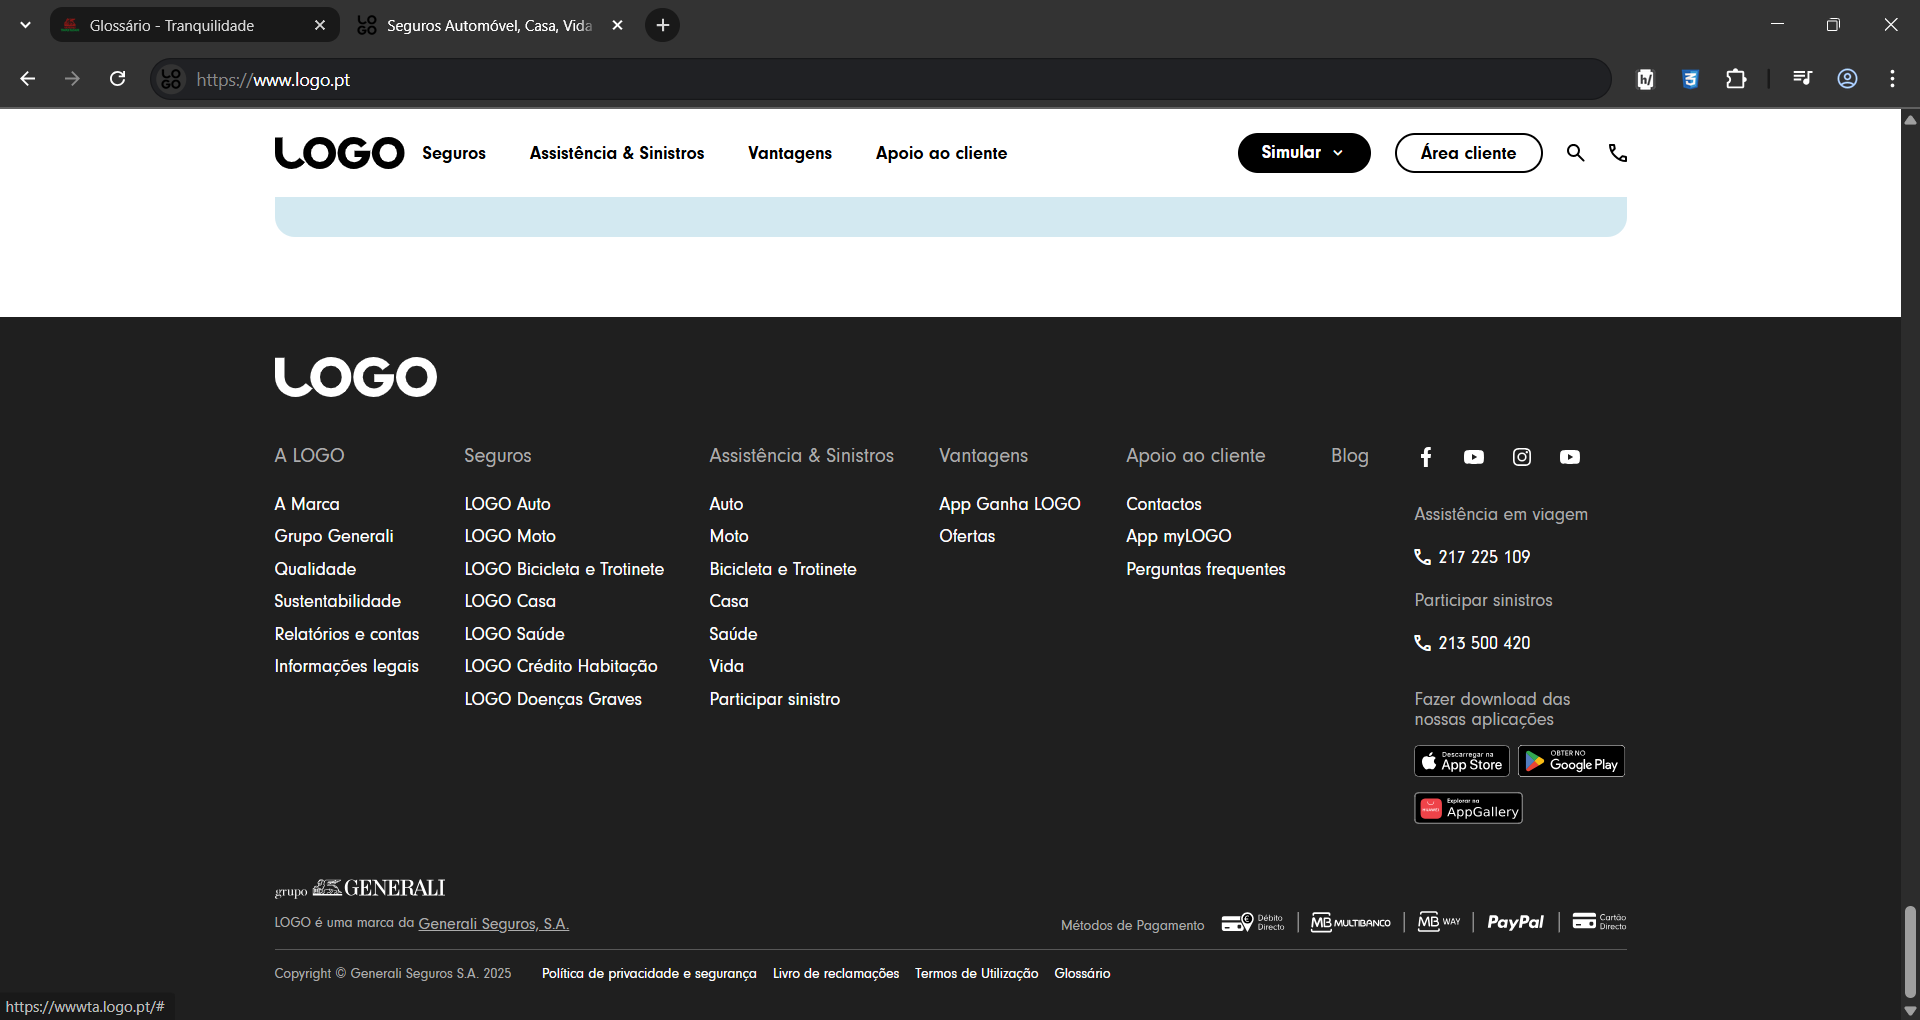 Glossário - Tranquilidade
Seguros Automóvel, Casa, Vida
https://www.logo.pt
LOGO
Seguros
Assistência & Sinistros
Vantagens
Apoio ao cliente
Simular
Área cliente
LOGO
A LOGO
A Marca
Grupo Generali
Qualidade
Sustentabilidade
Relatórios e contas
Informações legais
Seguros
LOGO Auto
LOGO Moto
LOGO Bicicleta e Trotinete
LOGO Casa
LOGO Saúde
LOGO Crédito Habitação
LOGO Doenças Graves
Assistência & Sinistros
Auto
Moto
Bicicleta e Trotinete
Casa
Saúde
Vida
Participar sinistro
Vantagens
App Ganha LOGO
Ofertas
Apoio ao cliente
Contactos
App myLOGO
Perguntas frequentes
Blog
Assistência em viagem
217 225 109
Participar sinistros
213 500 420
Fazer download das
nossas aplicações
Descarregar na
App Store
OBTER NO
Google Play
Explorar na
AppGallery
grupo GENERALI
LOGO é uma marca da Generali Seguros, S.A.
Métodos de Pagamento
Débito
Directo
MB MULTIBANCO
MB WAY
PayPal
Cartão
Directo
Copyright © Generali Seguros S.A. 2025
Política de privacidade e segurança
Livro de reclamações
Termos de Utilização
Glossário
https://wwwta.logo.pt/#